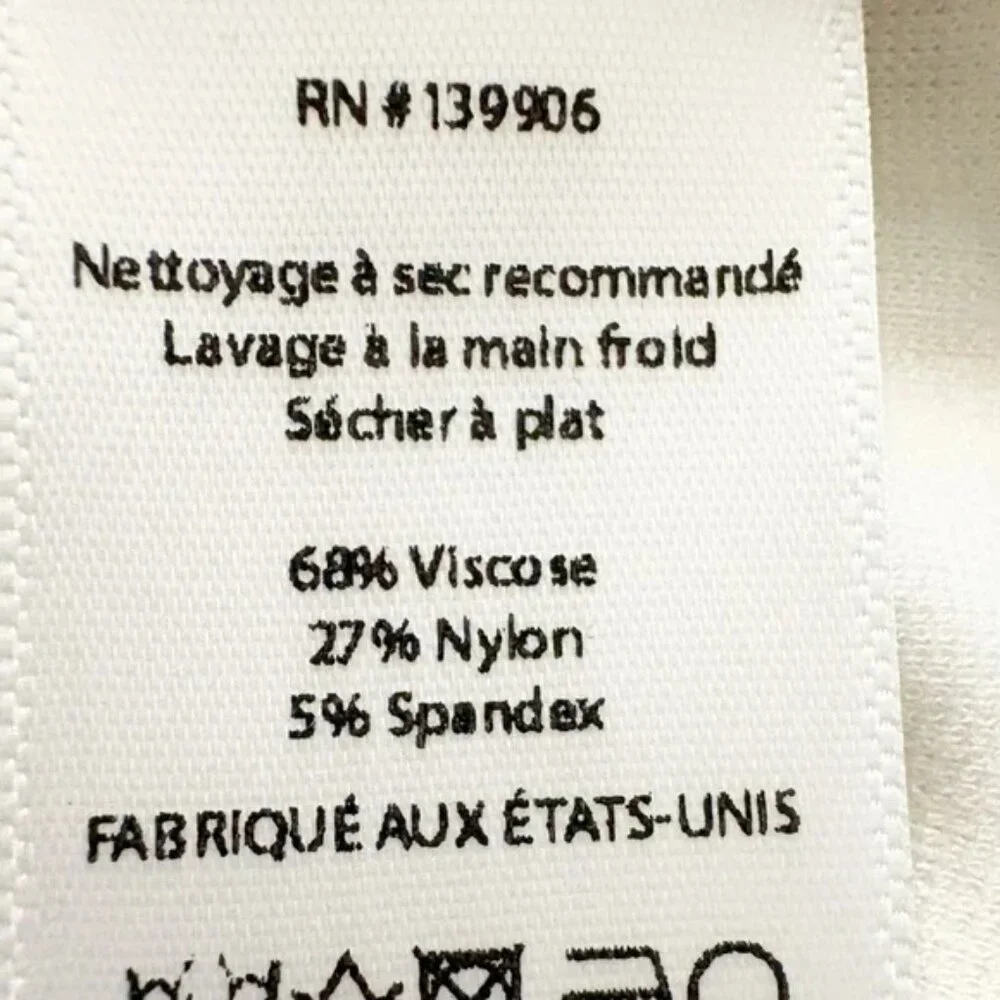 RN # 139906
Nettoyage à sec recommandé
Lavage à la main froid
Sécher à plat
68% Viscose
27% Nylon
5% Spandex
FABRIQUÉ AUX ÉTATS-UNIS